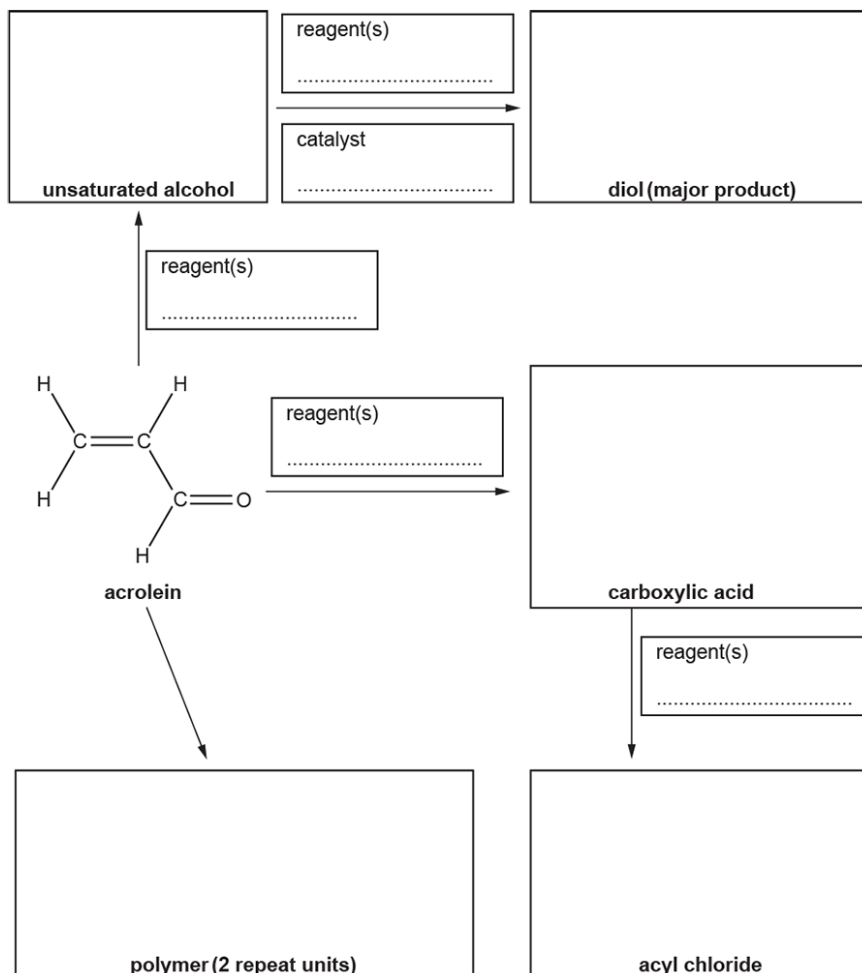 reagent(s)
....................................
catalyst
....................................
unsaturated alcohol
diol (major product)
reagent(s)
....................................
H
H
C
C
H
C
O
H
acrolein
reagent(s)
....................................
carboxylic acid
reagent(s)
....................................
polymer (2 repeat units)
acyl chloride